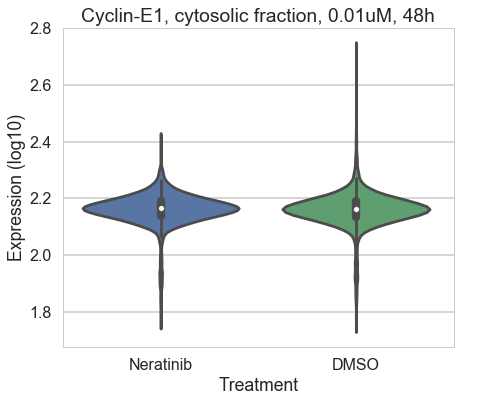 Cyclin-E1, cytosolic fraction, 0.01uM, 48h
2.8
2.6
2.4
2.2
2.0
1.8
Expression (log10)
Neratinib DMSO
Treatment